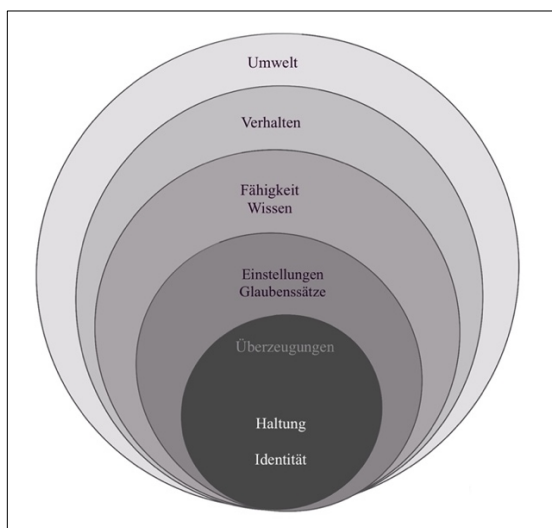 Umwelt
Verhalten
Fähigkeit
Wissen
Einstellungen
Glaubenssätze
Überzeugungen
Haltung
Identität